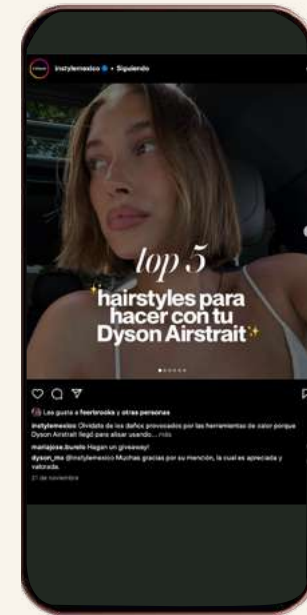 instylemexico • Siguiendo
top 5
hairstyles para
hacer con tu
Dyson Airstrait
Les gusta a feerbrooks y otras personas
instylemexico Olvídate de los daños provocados por las herramientas de calor porque
Dyson Airstrait llegó para alisar usando... más
mariajose.burelo Hagan un giveaway!
dyson_mx @instylemexico Muchas gracias por su mención, la cual es apreciada y
valorada.
21 de noviembre